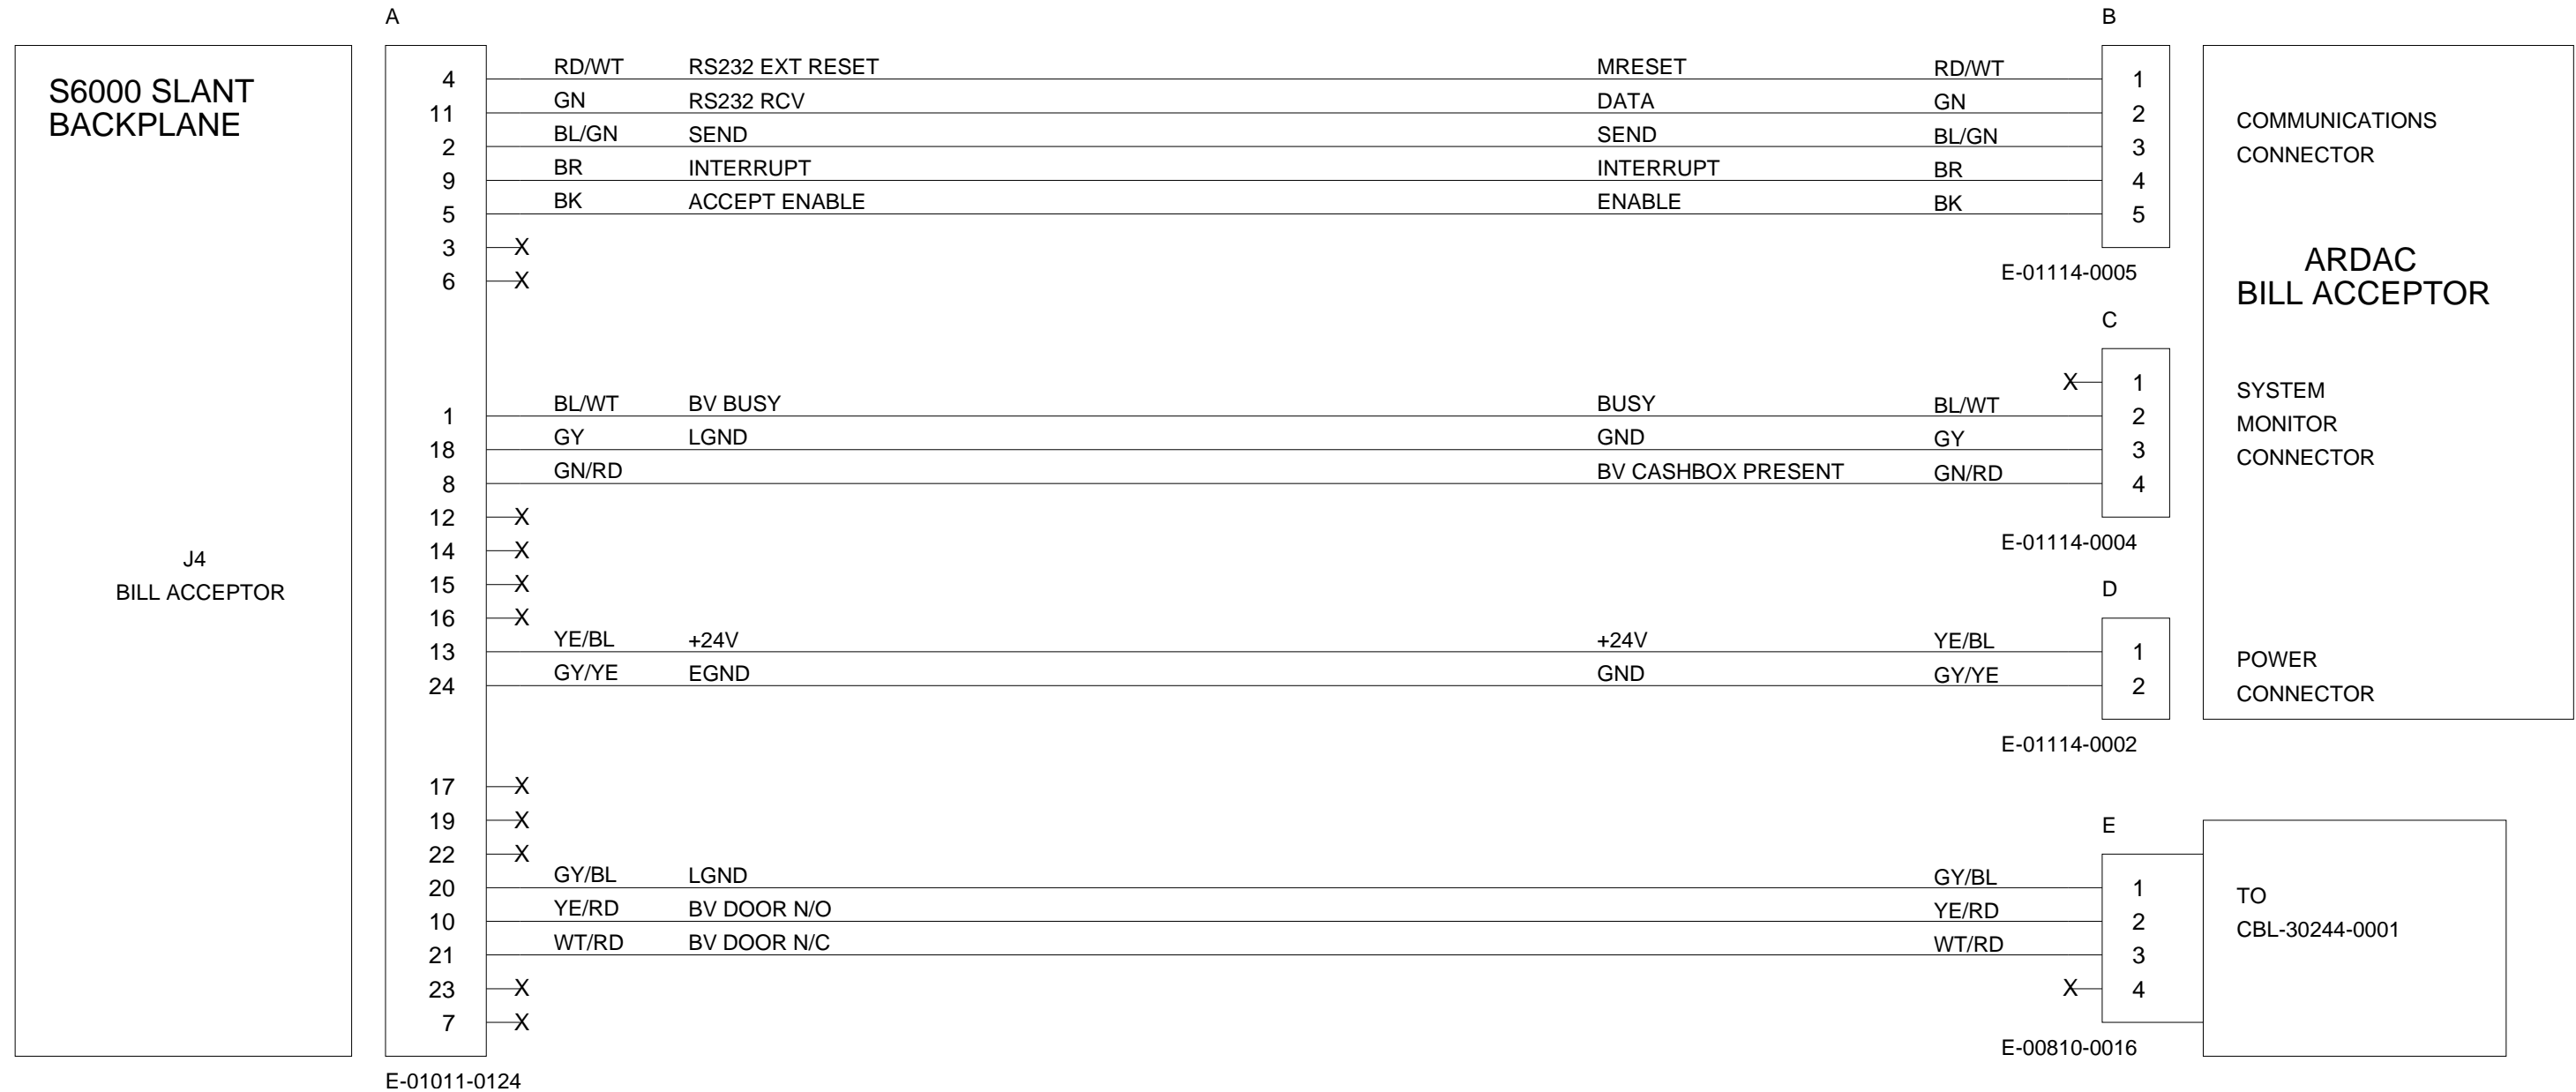 A
B
S6000 SLANT
BACKPLANE
J4
BILL ACCEPTOR
4 RD/WT RS232 EXT RESET MRESET RD/WT 1
11 GN RS232 RCV DATA GN 2
2 BL/GN SEND SEND BL/GN 3
9 BR INTERRUPT INTERRUPT BR 4
5 BK ACCEPT ENABLE ENABLE BK 5
3 X
6 X
E-01114-0005
COMMUNICATIONS
CONNECTOR
ARDAC
BILL ACCEPTOR
C
X 1
1 BL/WT BV BUSY BUSY BL/WT 2
18 GY LGND GND GY 3
8 GN/RD BV CASHBOX PRESENT GN/RD 4
12 X
14 X
15 X
16 X
E-01114-0004
SYSTEM
MONITOR
CONNECTOR
D
13 YE/BL +24V +24V YE/BL 1
24 GY/YE EGND GND GY/YE 2
E-01114-0002
POWER
CONNECTOR
17 X
19 X
22 X
E
20 GY/BL LGND GY/BL 1
10 YE/RD BV DOOR N/O YE/RD 2
21 WT/RD BV DOOR N/C WT/RD 3
23 X X 4
7 X
E-00810-0016
TO
CBL-30244-0001
E-01011-0124